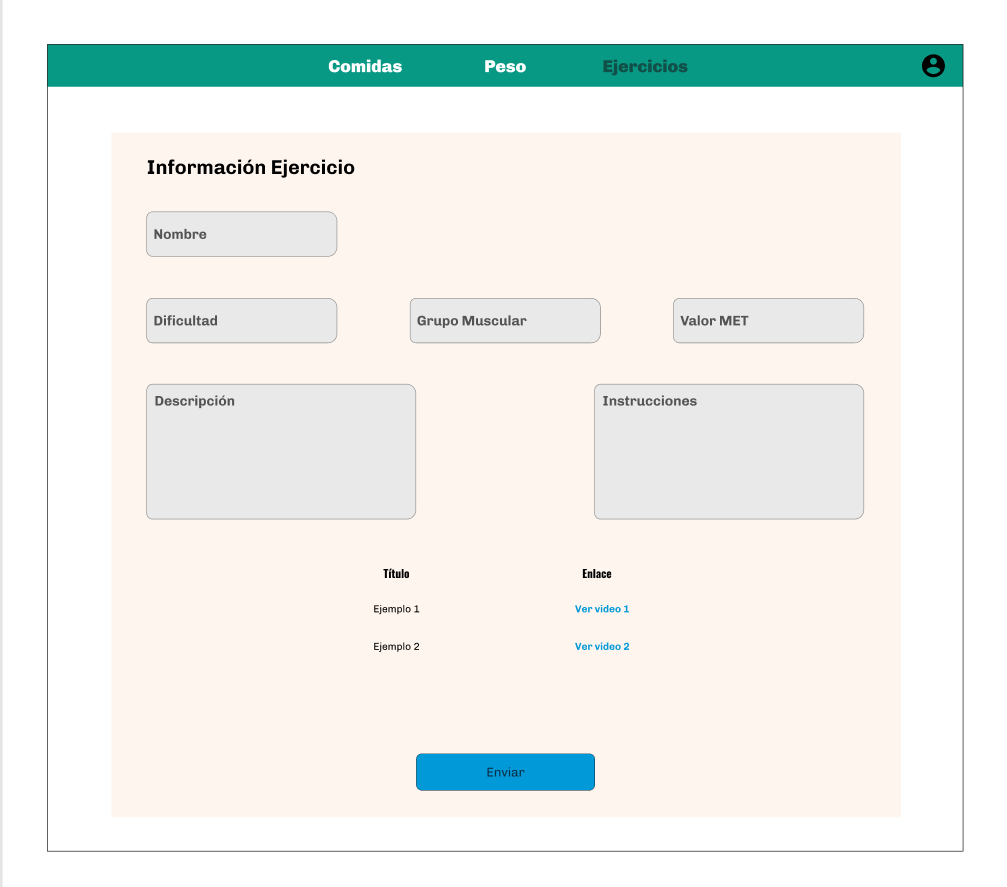 Comidas Peso Ejercicios
Información Ejercicio
Nombre
Dificultad Grupo Muscular Valor MET
Descripción Instrucciones
Título Enlace
Ejemplo 1 Ver video 1
Ejemplo 2 Ver video 2
Enviar